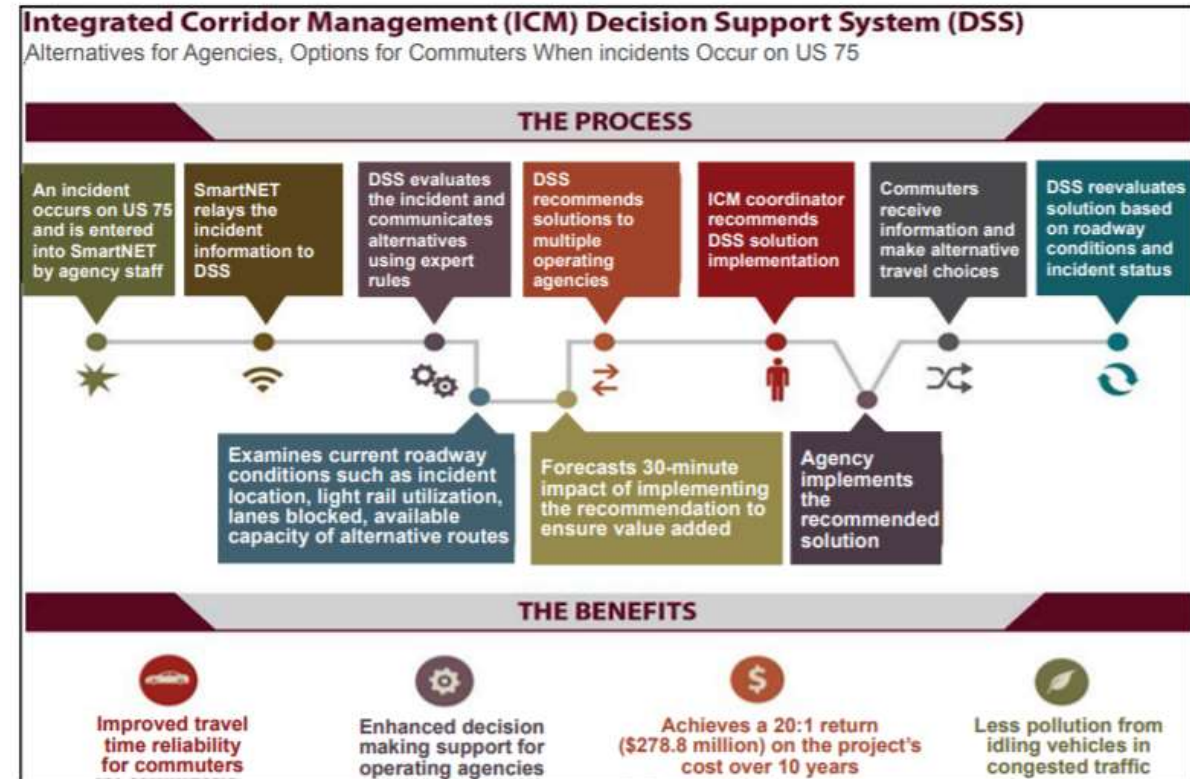 Integrated Corridor Management (ICM) Decision Support System (DSS)
Alternatives for Agencies, Options for Commuters When incidents Occur on US 75
THE PROCESS
An incident
occurs on US 75
and is entered
into SmartNET
by agency staff
SmartNET
relays the
incident
information to
DSS
DSS evaluates
the incident and
communicates
alternatives
using expert
rules
Examines current roadway
conditions such as incident
location, light rail utilization,
lanes blocked, available
capacity of alternative routes
Forecasts 30-minute
impact of implementing
the recommendation to
ensure value added
DSS
recommends
solutions to
multiple
operating
agencies
ICM coordinator
recommends
DSS solution
implementation
Agency
implements
the
recommended
solution
Commuters
receive
information and
make alternative
travel choices
DSS reevaluates
solution based
on roadway
conditions and
incident status
THE BENEFITS
Improved travel
time reliability
for commuters
Enhanced decision
making support for
operating agencies
$
Achieves a 20:1 return
($278.8 million) on the project's
cost over 10 years
Less pollution from
idling vehicles in
congested traffic